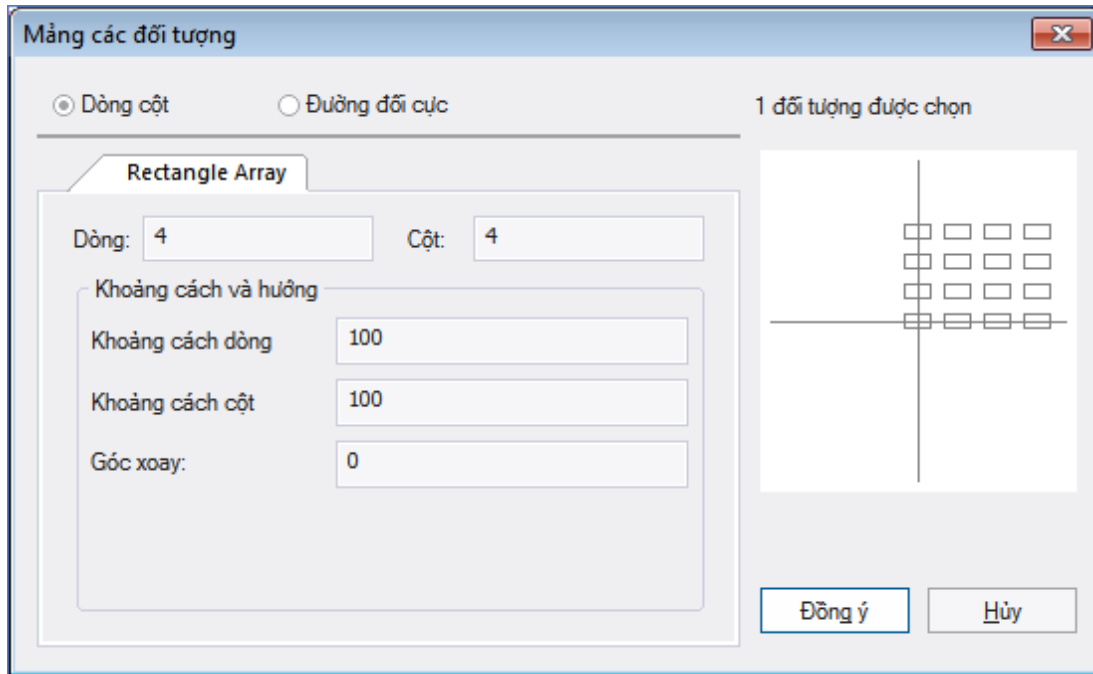 Mảng các đối tượng
Dòng cột Đường đối cực 1 đối tượng được chọn
Rectangle Array
Dòng: 4 Cột: 4
Khoảng cách và hướng
Khoảng cách dòng 100
Khoảng cách cột 100
Góc xoay: 0
Đồng ý Hủy